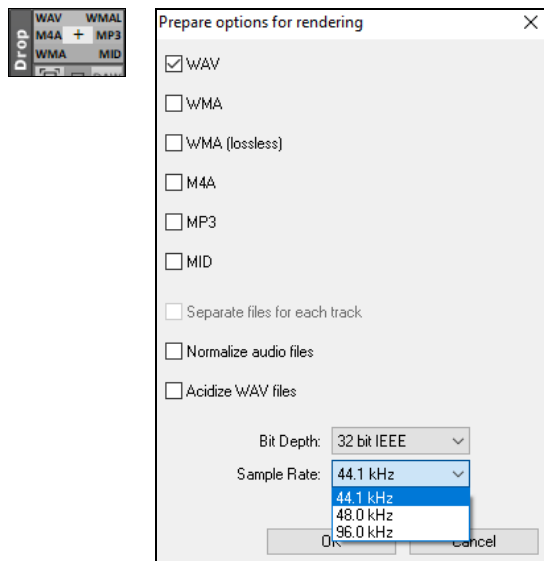 Drop
WAV WMAL
M4A + MP3
WMA MID
Prepare options for rendering
WAV
WMA
WMA (lossless)
M4A
MP3
MID
Separate files for each track
Normalize audio files
Acidize WAV files
Bit Depth: 32 bit IEEE
Sample Rate: 44.1 kHz
44.1 kHz
48.0 kHz
96.0 kHz
Cancel